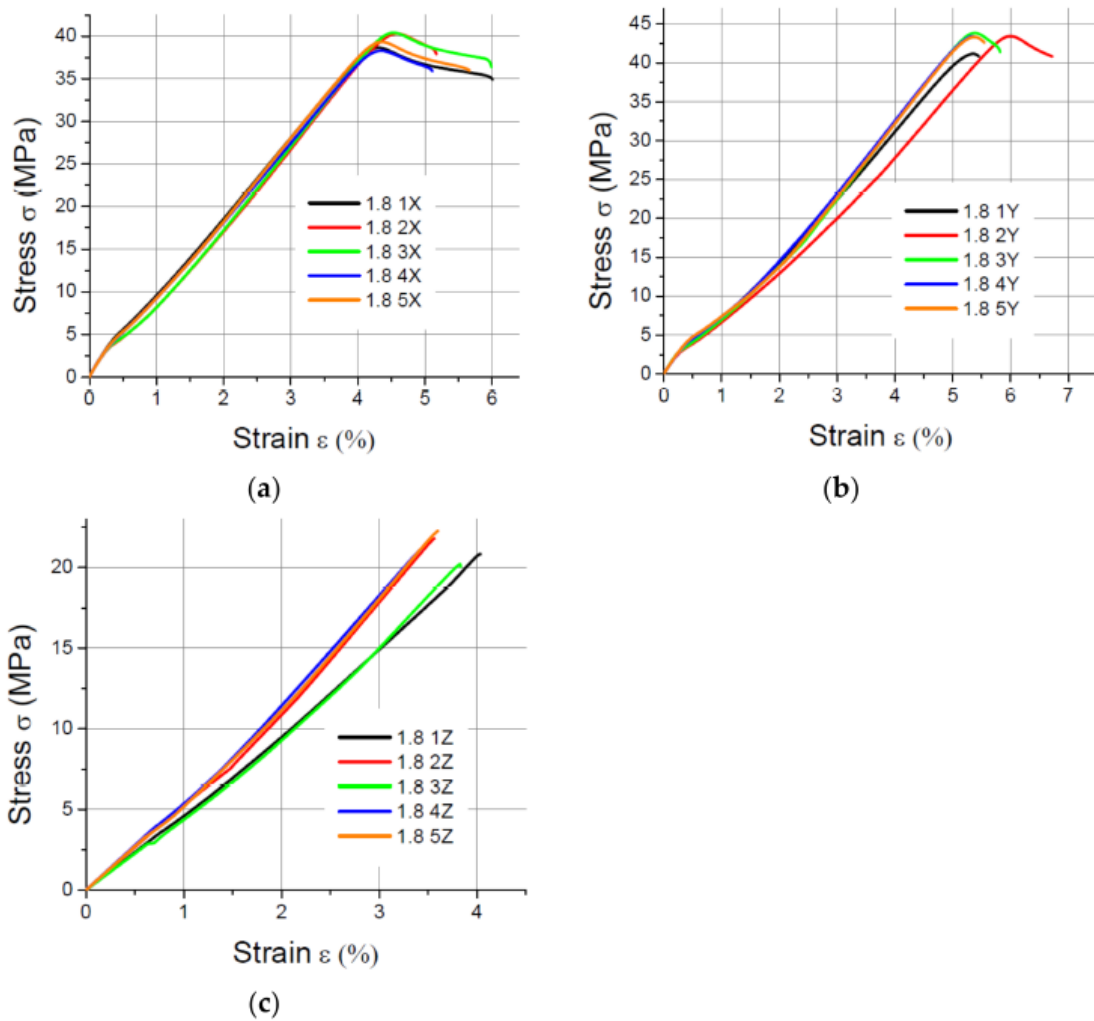 40
35
30
25
20
15
10
5
0
Stress σ (MPa)
1.8 1X
1.8 2X
1.8 3X
1.8 4X
1.8 5X
0 1 2 3 4 5 6
Strain ε (%)
(a)
45
40
35
30
25
20
15
10
5
0
Stress σ (MPa)
1.8 1Y
1.8 2Y
1.8 3Y
1.8 4Y
1.8 5Y
0 1 2 3 4 5 6 7
Strain ε (%)
(b)
20
15
10
5
0
Stress σ (MPa)
1.8 1Z
1.8 2Z
1.8 3Z
1.8 4Z
1.8 5Z
0 1 2 3 4
Strain ε (%)
(c)